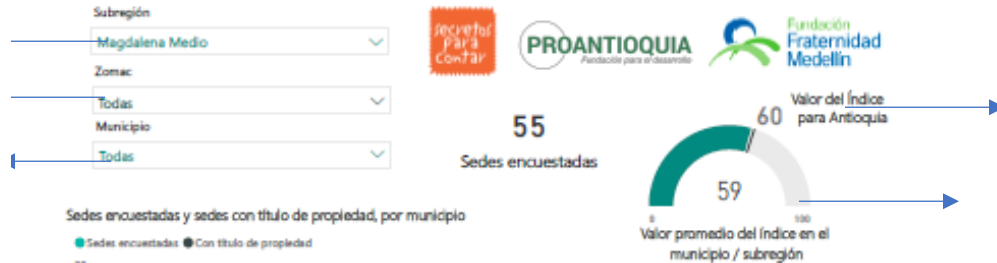 Subregión
Magdalena Medio
Zomac
Todas
Municipio
Todas
secretos
para
contar
PROANTIOQUIA
Fundación para el desarrollo
Fundación
Fraternidad
Medellín
55
Sedes encuestadas
60
Valor del Índice
para Antioquia
59
0
100
Valor promedio del índice en el
municipio / subregión
Sedes encuestadas y sedes con título de propiedad, por municipio
Sedes encuestadas Con título de propiedad